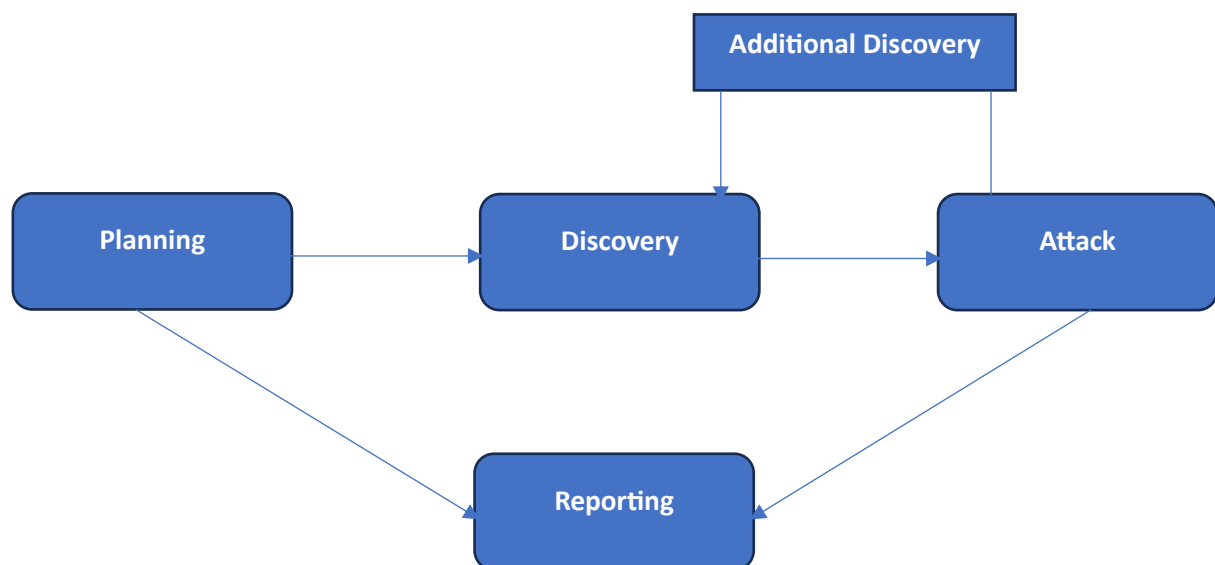 Additional Discovery
Planning
Discovery
Attack
Reporting